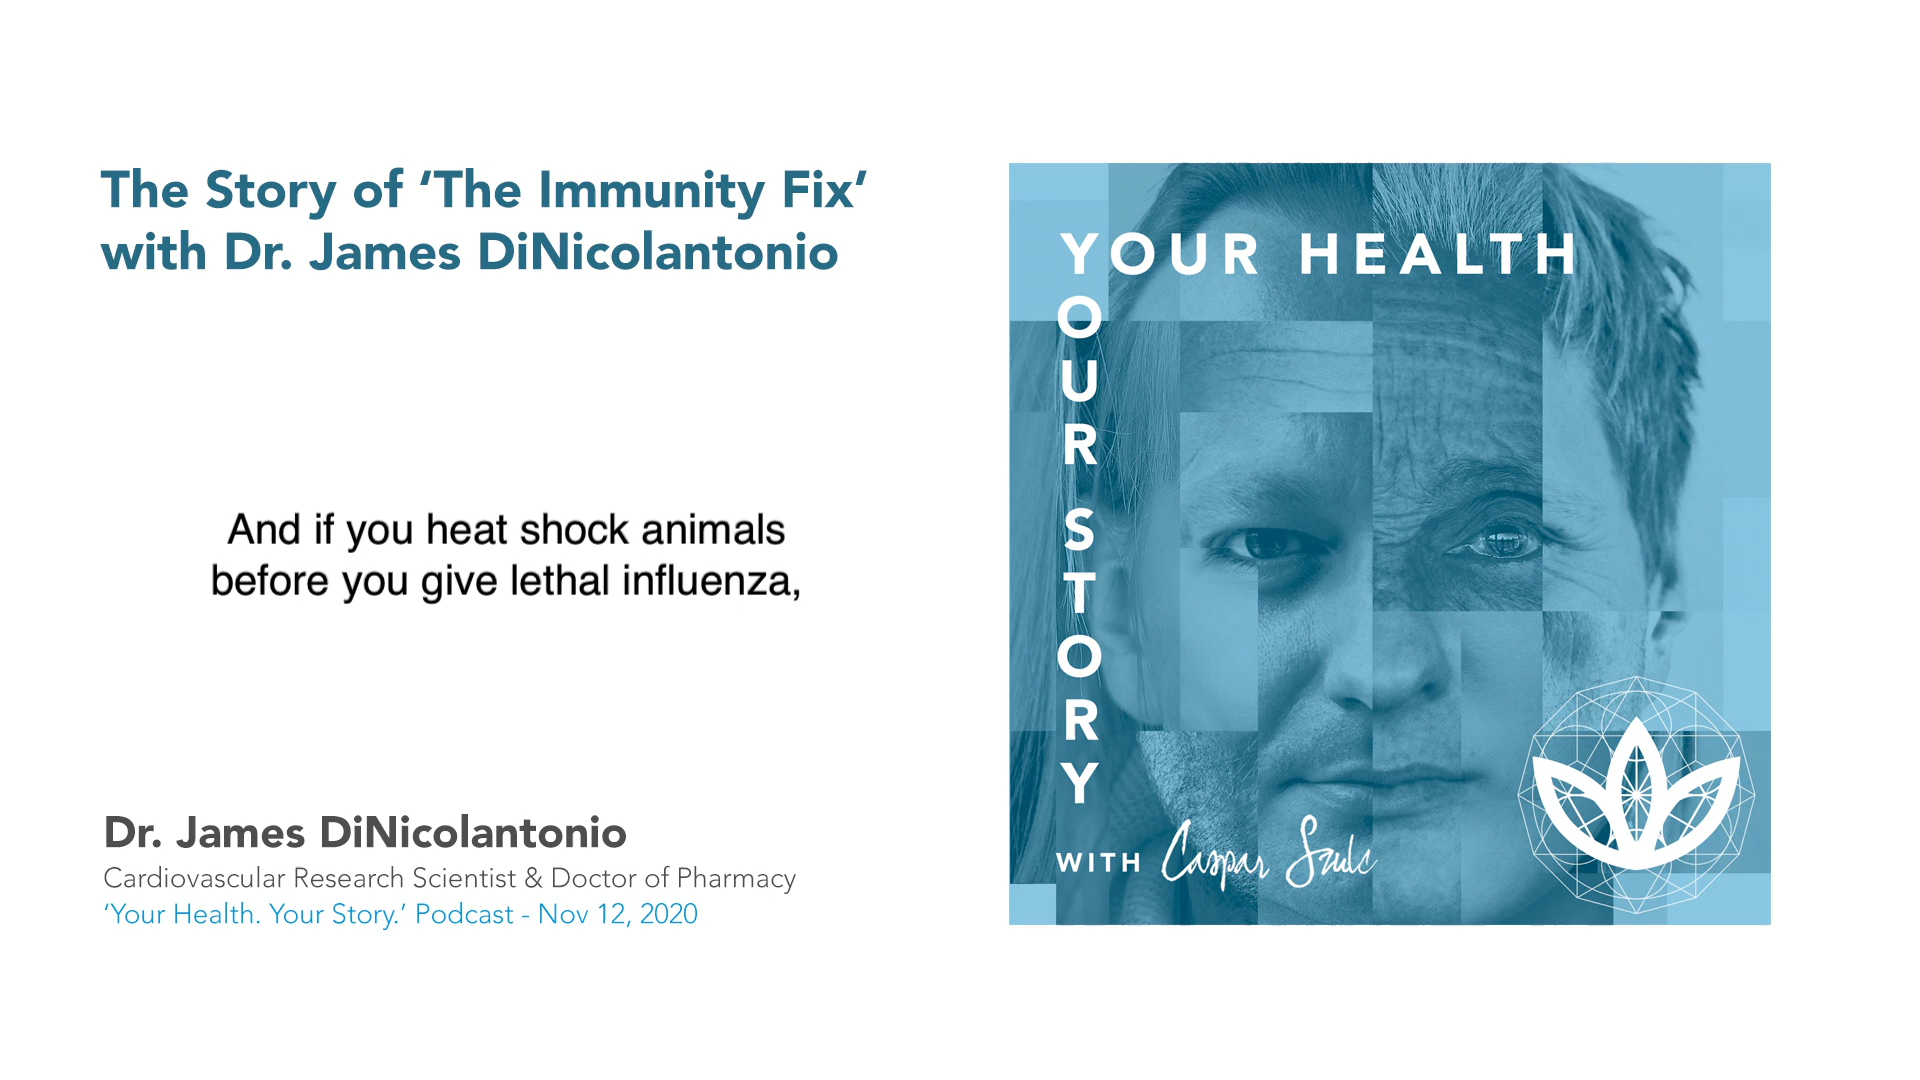 The Story of ‘The Immunity Fix’
with Dr. James DiNicolantonio
And if you heat shock animals
before you give lethal influenza,
Dr. James DiNicolantonio
Cardiovascular Research Scientist & Doctor of Pharmacy
‘Your Health. Your Story.’ Podcast - Nov 12, 2020
YOUR HEALTH
YOUR STORY
WITH Caspar Szulc